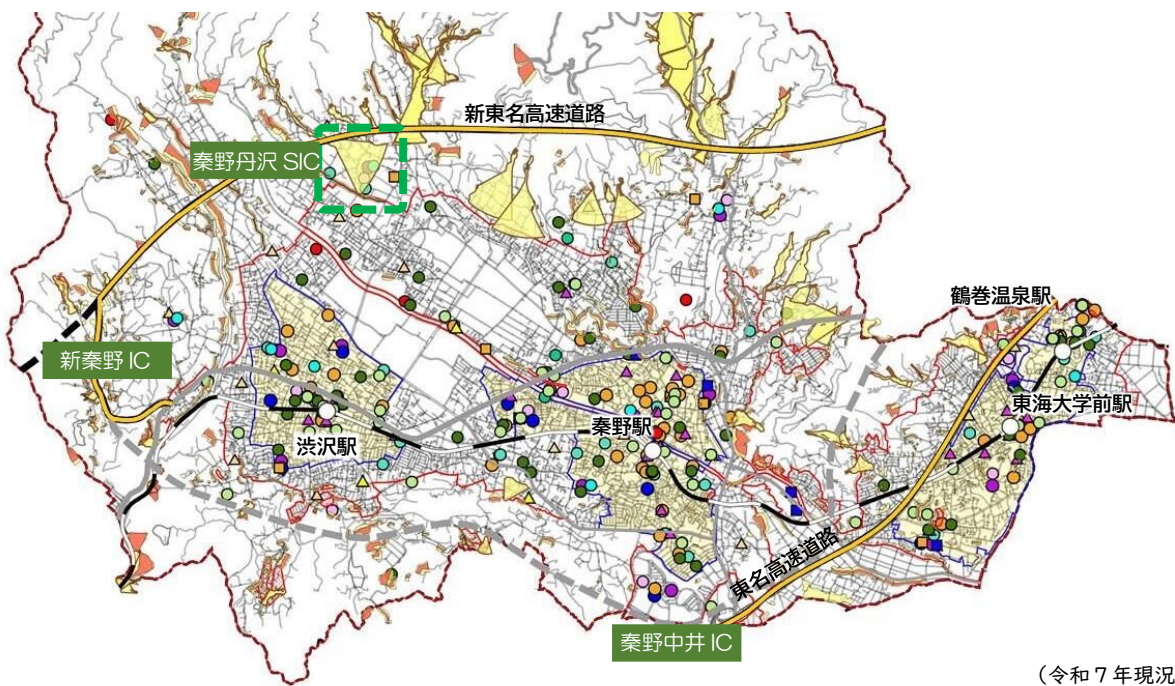 新東名高速道路
秦野丹沢 SIC
鶴巻温泉駅
新秦野 IC
東海大学前駅
秦野駅
渋沢駅
東名高速道路
秦野中井 IC
（令和７年現況